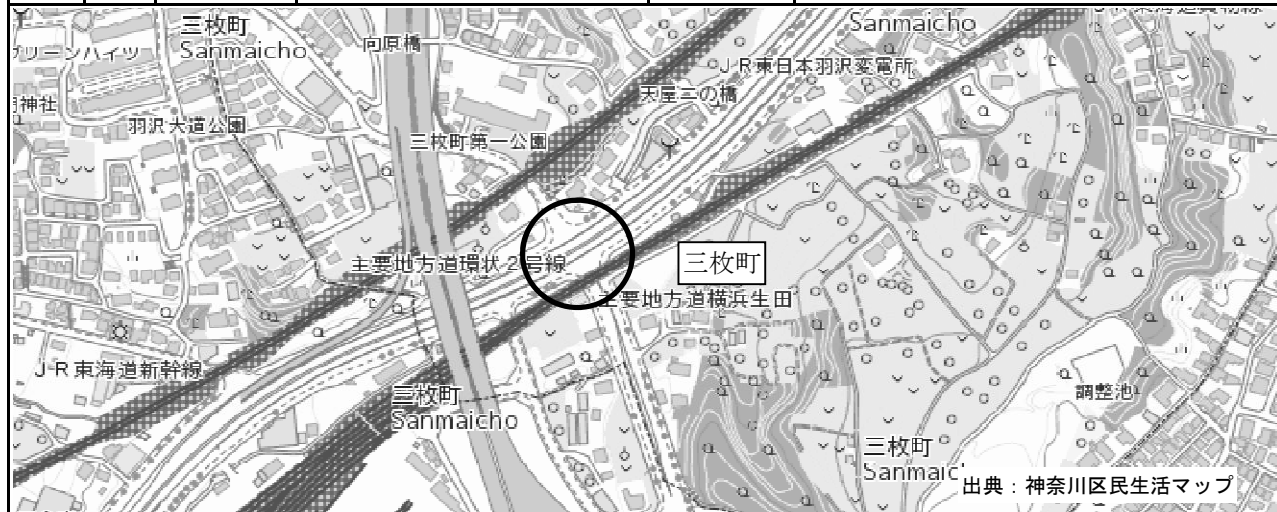 三枚町
Sanmaicho
グリーンハイツ
向原橋
羽沢大道公園
三枚町第一公園
Sanmaicho
JR東日本羽沢変電所
天屋二の橋
主要地方道環状2号線
三枚町
主要地方道横浜生田
JR東海道新幹線
三枚町
Sanmaicho
調整池
三枚町
Sanmaic
出典：神奈川区民生活マップ